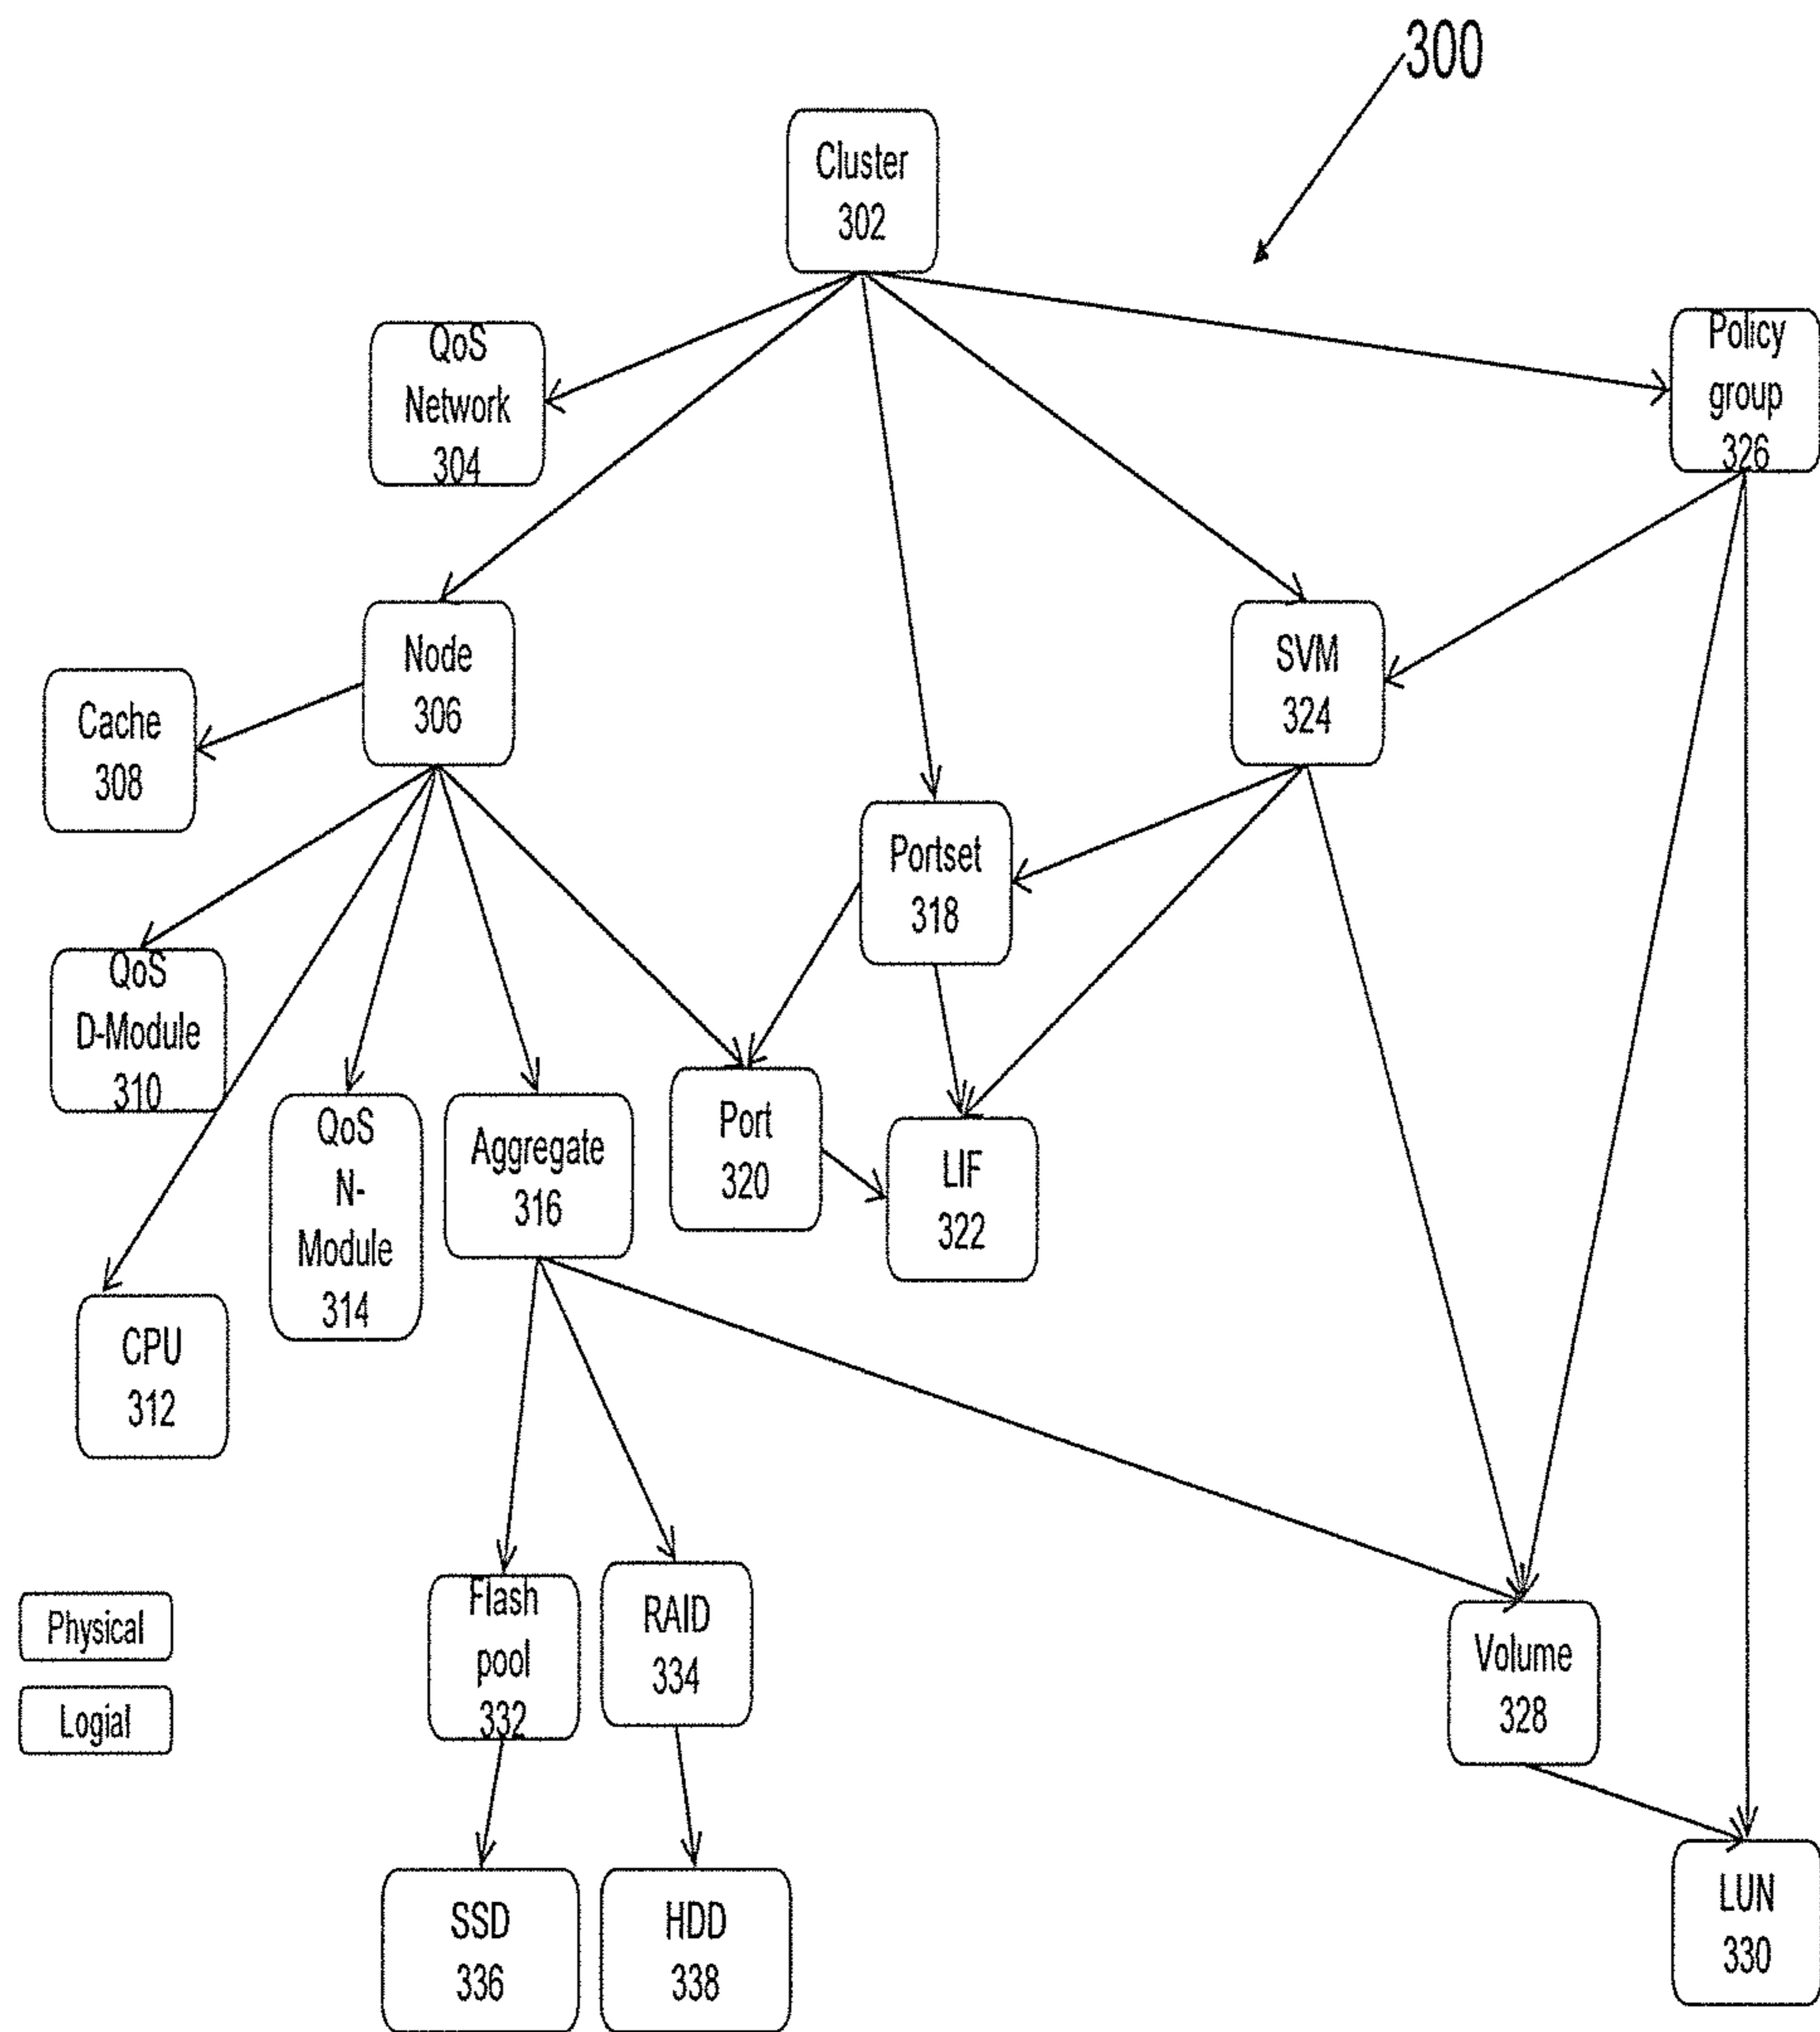 300
Cluster
302
QoS
Network
304
Policy
group
326
Node
306
SVM
324
Cache
308
Portset
318
QoS
D-Module
310
QoS
N-
Module
314
Aggregate
316
Port
320
LIF
322
CPU
312
Flash
pool
332
RAID
334
Physical
Logial
Volume
328
SSD
336
HDD
338
LUN
330